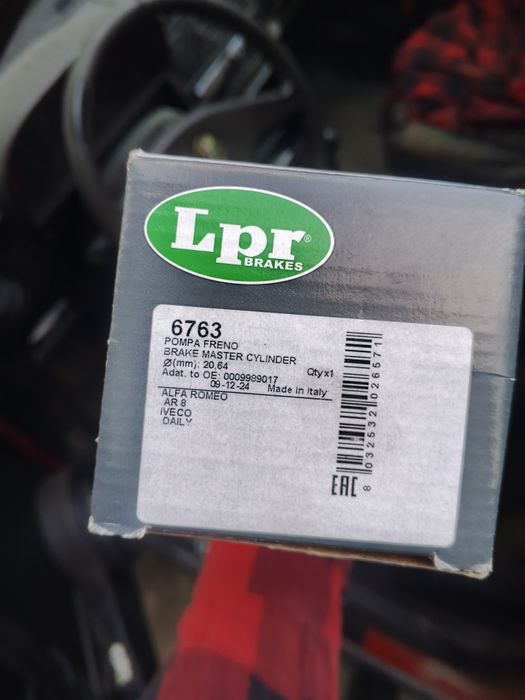 Lpr®
BRAKES
6763
POMPA FRENO
BRAKE MASTER CYLINDER
Ø(mm): 20,64 Qty x1
Adat. to OE: 0009989017
09-12-24 Made in Italy
ALFA ROMEO
AR 8
IVECO
DAILY
8 032532 026571
EAC